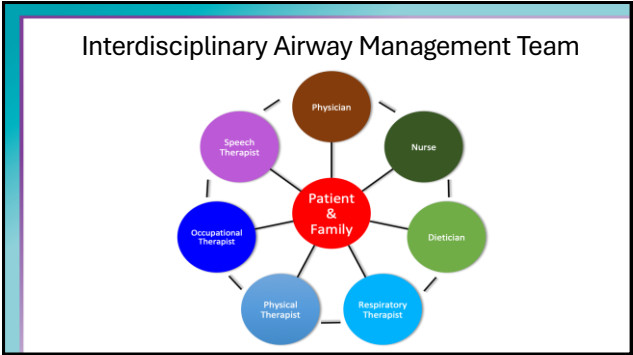 Interdisciplinary Airway Management Team
Physician
Nurse
Dietician
Respiratory
Therapist
Physical
Therapist
Occupational
Therapist
Speech
Therapist
Patient
&
Family